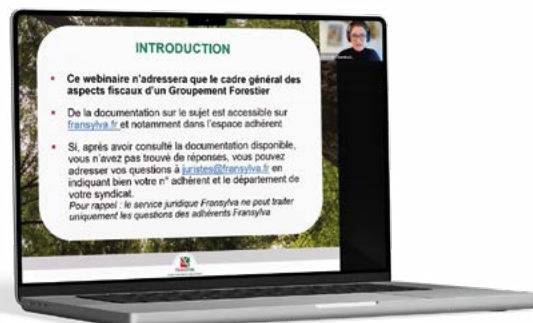 INTRODUCTION
Ce webinaire n'adressera que le cadre général des
aspects fiscaux d'un Groupement Forestier
De la documentation sur le sujet est accessible sur
fransylva.fr et notamment dans l'espace adhérent
Si, après avoir consulté la documentation disponible,
vous n'avez pas trouvé de réponses, vous pouvez
adresser vos questions à juristes@fransylva.fr en
indiquant bien votre n° adhérent et le département de
votre syndicat.
Pour rappel : le service juridique Fransylva ne peut traiter
uniquement les questions des adhérents Fransylva